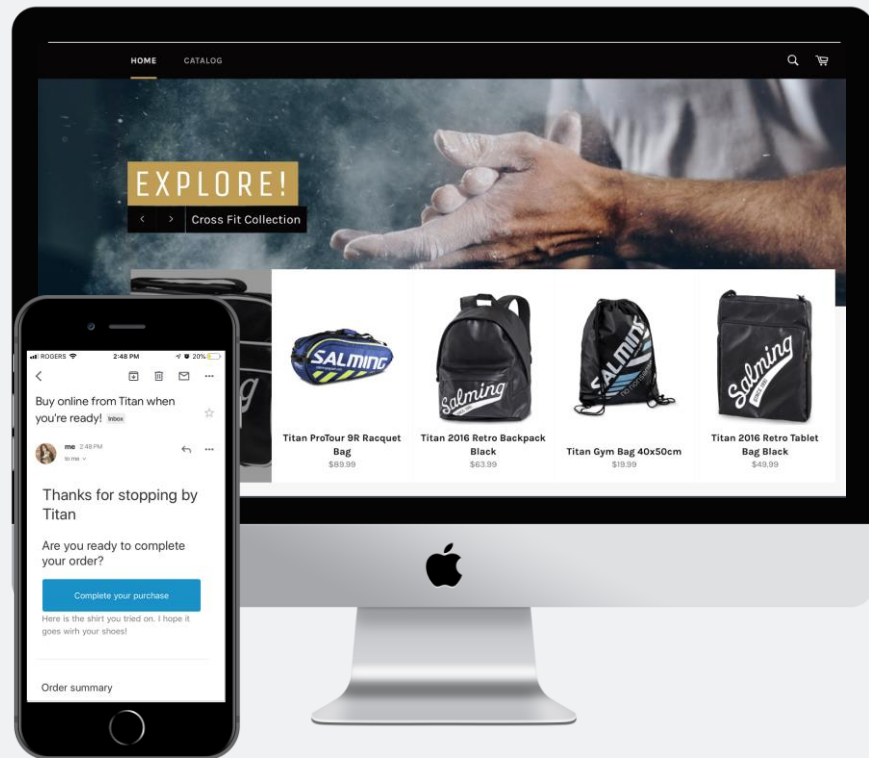 HOME CATALOG
EXPLORE!
< > Cross Fit Collection
SALMING
Salming
SALMING
no nonsense
Salming
Titan ProTour 9R Racquet
Bag
$89.99
Titan 2016 Retro Backpack
Black
$63.99
Titan Gym Bag 40x50cm
$19.99
Titan 2016 Retro Tablet
Bag Black
$49.99
ROGERS 2:48 PM 20%
Buy online from Titan when
you're ready! Inbox
me 2:48 PM
to me
Thanks for stopping by
Titan
Are you ready to complete
your order?
Complete your purchase
Here is the shirt you tried on. I hope it
goes wirh your shoes!
Order summary